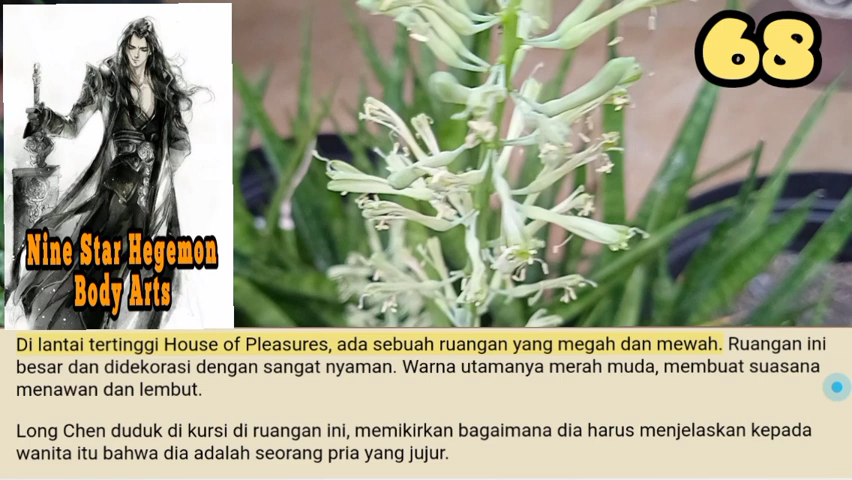 68
Nine Star Hegemon
Body Arts
Di lantai tertinggi House of Pleasures, ada sebuah ruangan yang megah dan mewah. Ruangan ini
besar dan didekorasi dengan sangat nyaman. Warna utamanya merah muda, membuat suasana
menawan dan lembut.
Long Chen duduk di kursi di ruangan ini, memikirkan bagaimana dia harus menjelaskan kepada
wanita itu bahwa dia adalah seorang pria yang jujur.